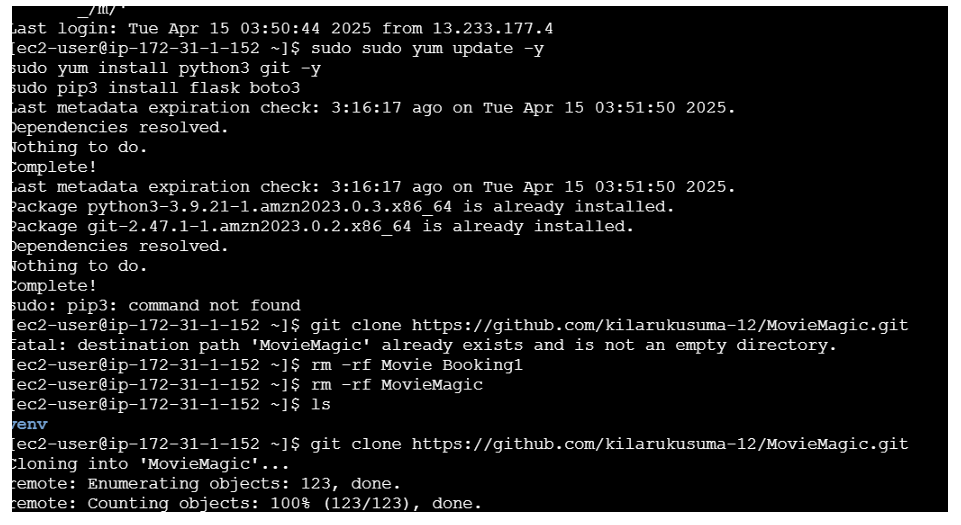 _/m/'
Last login: Tue Apr 15 03:50:44 2025 from 13.233.177.4
[ec2-user@ip-172-31-1-152 ~]$ sudo sudo yum update -y
sudo yum install python3 git -y
sudo pip3 install flask boto3
Last metadata expiration check: 3:16:17 ago on Tue Apr 15 03:51:50 2025.
Dependencies resolved.
Nothing to do.
Complete!
Last metadata expiration check: 3:16:17 ago on Tue Apr 15 03:51:50 2025.
Package python3-3.9.21-1.amzn2023.0.3.x86_64 is already installed.
Package git-2.47.1-1.amzn2023.0.2.x86_64 is already installed.
Dependencies resolved.
Nothing to do.
Complete!
sudo: pip3: command not found
[ec2-user@ip-172-31-1-152 ~]$ git clone https://github.com/kilarukusuma-12/MovieMagic.git
fatal: destination path 'MovieMagic' already exists and is not an empty directory.
[ec2-user@ip-172-31-1-152 ~]$ rm -rf Movie Booking1
[ec2-user@ip-172-31-1-152 ~]$ rm -rf MovieMagic
[ec2-user@ip-172-31-1-152 ~]$ ls
venv
[ec2-user@ip-172-31-1-152 ~]$ git clone https://github.com/kilarukusuma-12/MovieMagic.git
Cloning into 'MovieMagic'...
remote: Enumerating objects: 123, done.
remote: Counting objects: 100% (123/123), done.